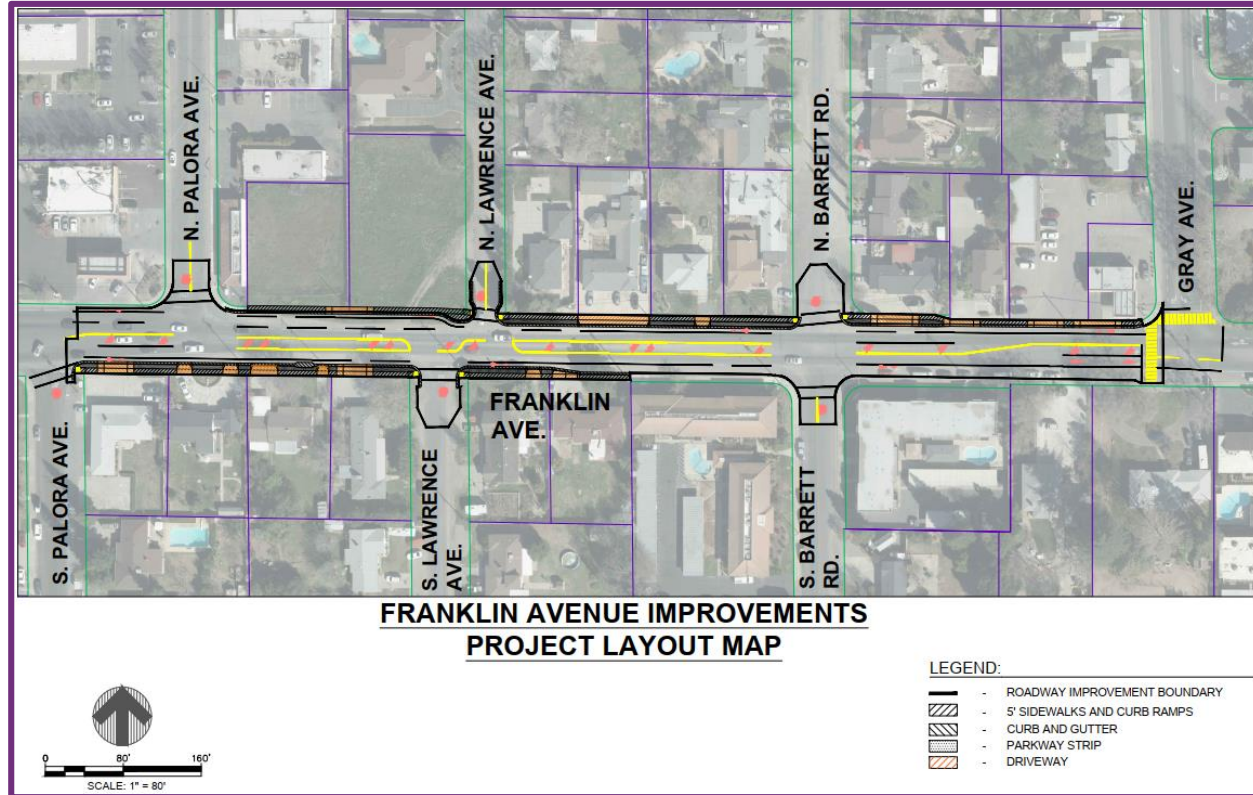 N. PALORA AVE.
N. LAWRENCE AVE.
N. BARRETT RD.
GRAY AVE.
FRANKLIN
AVE.
S. PALORA AVE.
S. LAWRENCE
AVE.
S. BARRETT
RD.
FRANKLIN AVENUE IMPROVEMENTS
PROJECT LAYOUT MAP
LEGEND:
- ROADWAY IMPROVEMENT BOUNDARY
- 5' SIDEWALKS AND CURB RAMPS
- CURB AND GUTTER
- PARKWAY STRIP
- DRIVEWAY
0 80' 160'
SCALE: 1" = 80'